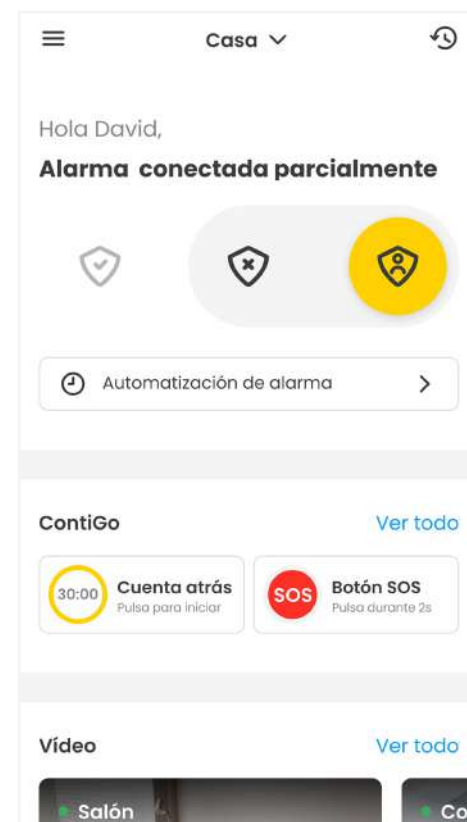 Casa
Hola David,
Alarma conectada parcialmente
Automatización de alarma
ContiGo Ver todo
30:00 Cuenta atrás
Pulsa para iniciar
SOS Botón SOS
Pulsa durante 2s
Vídeo Ver todo
Salón
Co